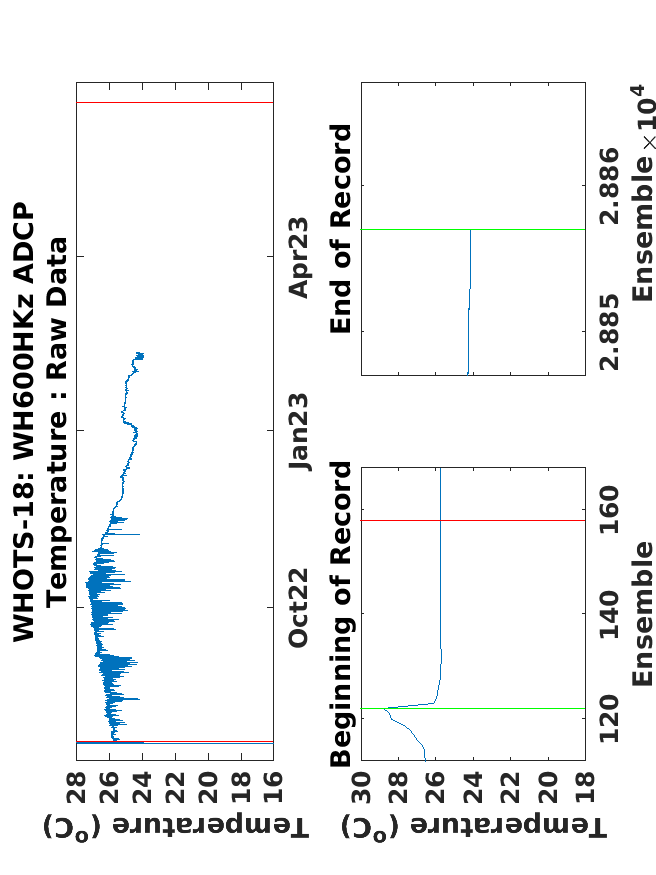 WHOTS-18: WH600HKz ADCP
Temperature : Raw Data
Temperature (°C)
28
26
24
22
20
18
16
Oct22 Jan23 Apr23
Beginning of Record
Temperature (°C)
30
28
26
24
22
20
18
120 140 160
Ensemble
End of Record
2.885 2.886
Ensemble ×10⁴